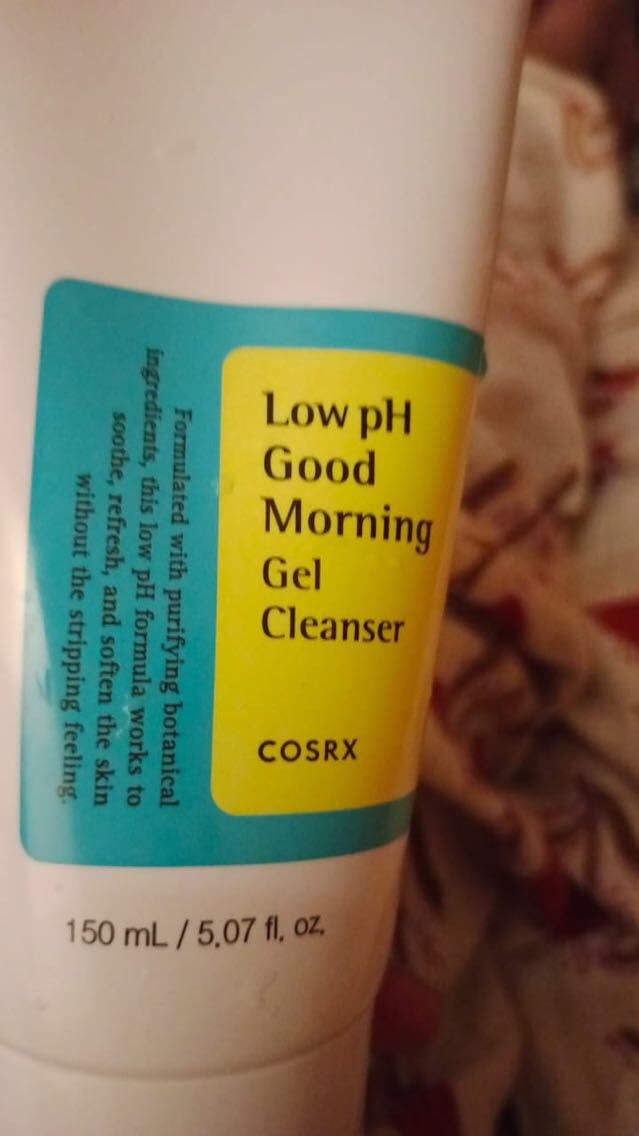 Low pH
Good
Morning
Gel
Cleanser
COSRX
Formulated with purifying botanical
ingredients, this low pH formula works to
soothe, refresh, and soften the skin
without the stripping feeling.
150 mL / 5.07 fl. oz.